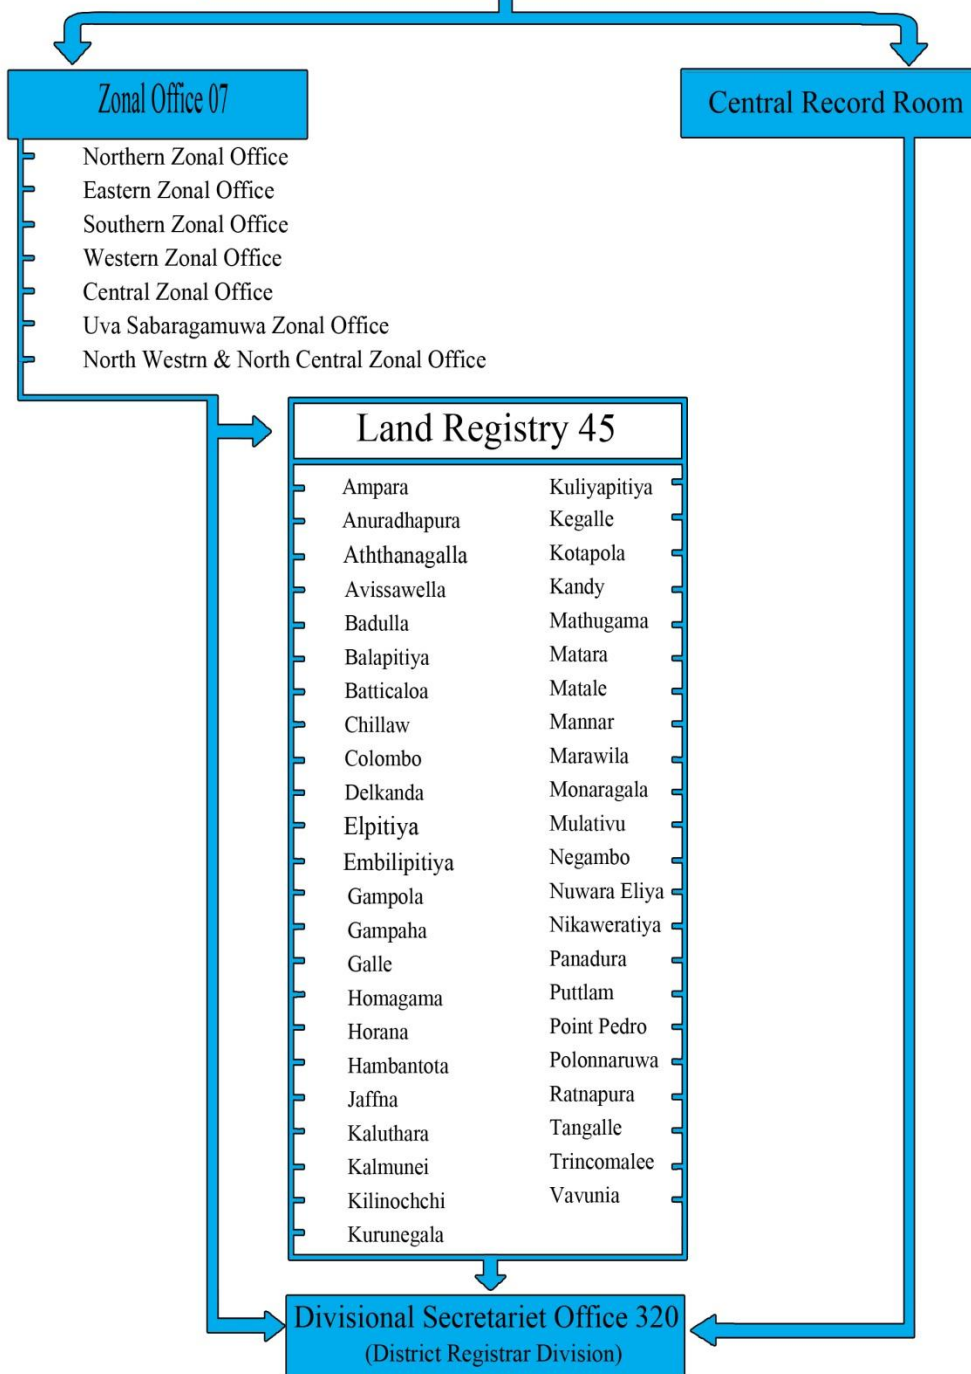 Zonal Office 07
Central Record Room
Northern Zonal Office
Eastern Zonal Office
Southern Zonal Office
Western Zonal Office
Central Zonal Office
Uva Sabaragamuwa Zonal Office
North Westrn & North Central Zonal Office
Land Registry 45
Ampara
Anuradhapura
Aththanagalla
Avissawella
Badulla
Balapitiya
Batticaloa
Chillaw
Colombo
Delkanda
Elpitiya
Embilipitiya
Gampola
Gampaha
Galle
Homagama
Horana
Hambantota
Jaffna
Kaluthara
Kalmunei
Kilinochchi
Kurunegala
Kuliyapitiya
Kegalle
Kotapola
Kandy
Mathugama
Matara
Matale
Mannar
Marawila
Monaragala
Mulativu
Negambo
Nuwara Eliya
Nikaweratiya
Panadura
Puttlam
Point Pedro
Polonnaruwa
Ratnapura
Tangalle
Trincomalee
Vavunia
Divisional Secretariet Office 320
(District Registrar Division)